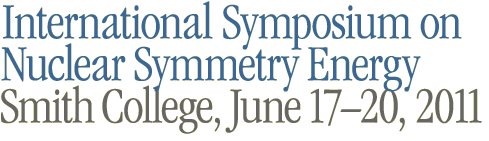 International Symposium on
Nuclear Symmetry Energy
Smith College, June 17–20, 2011